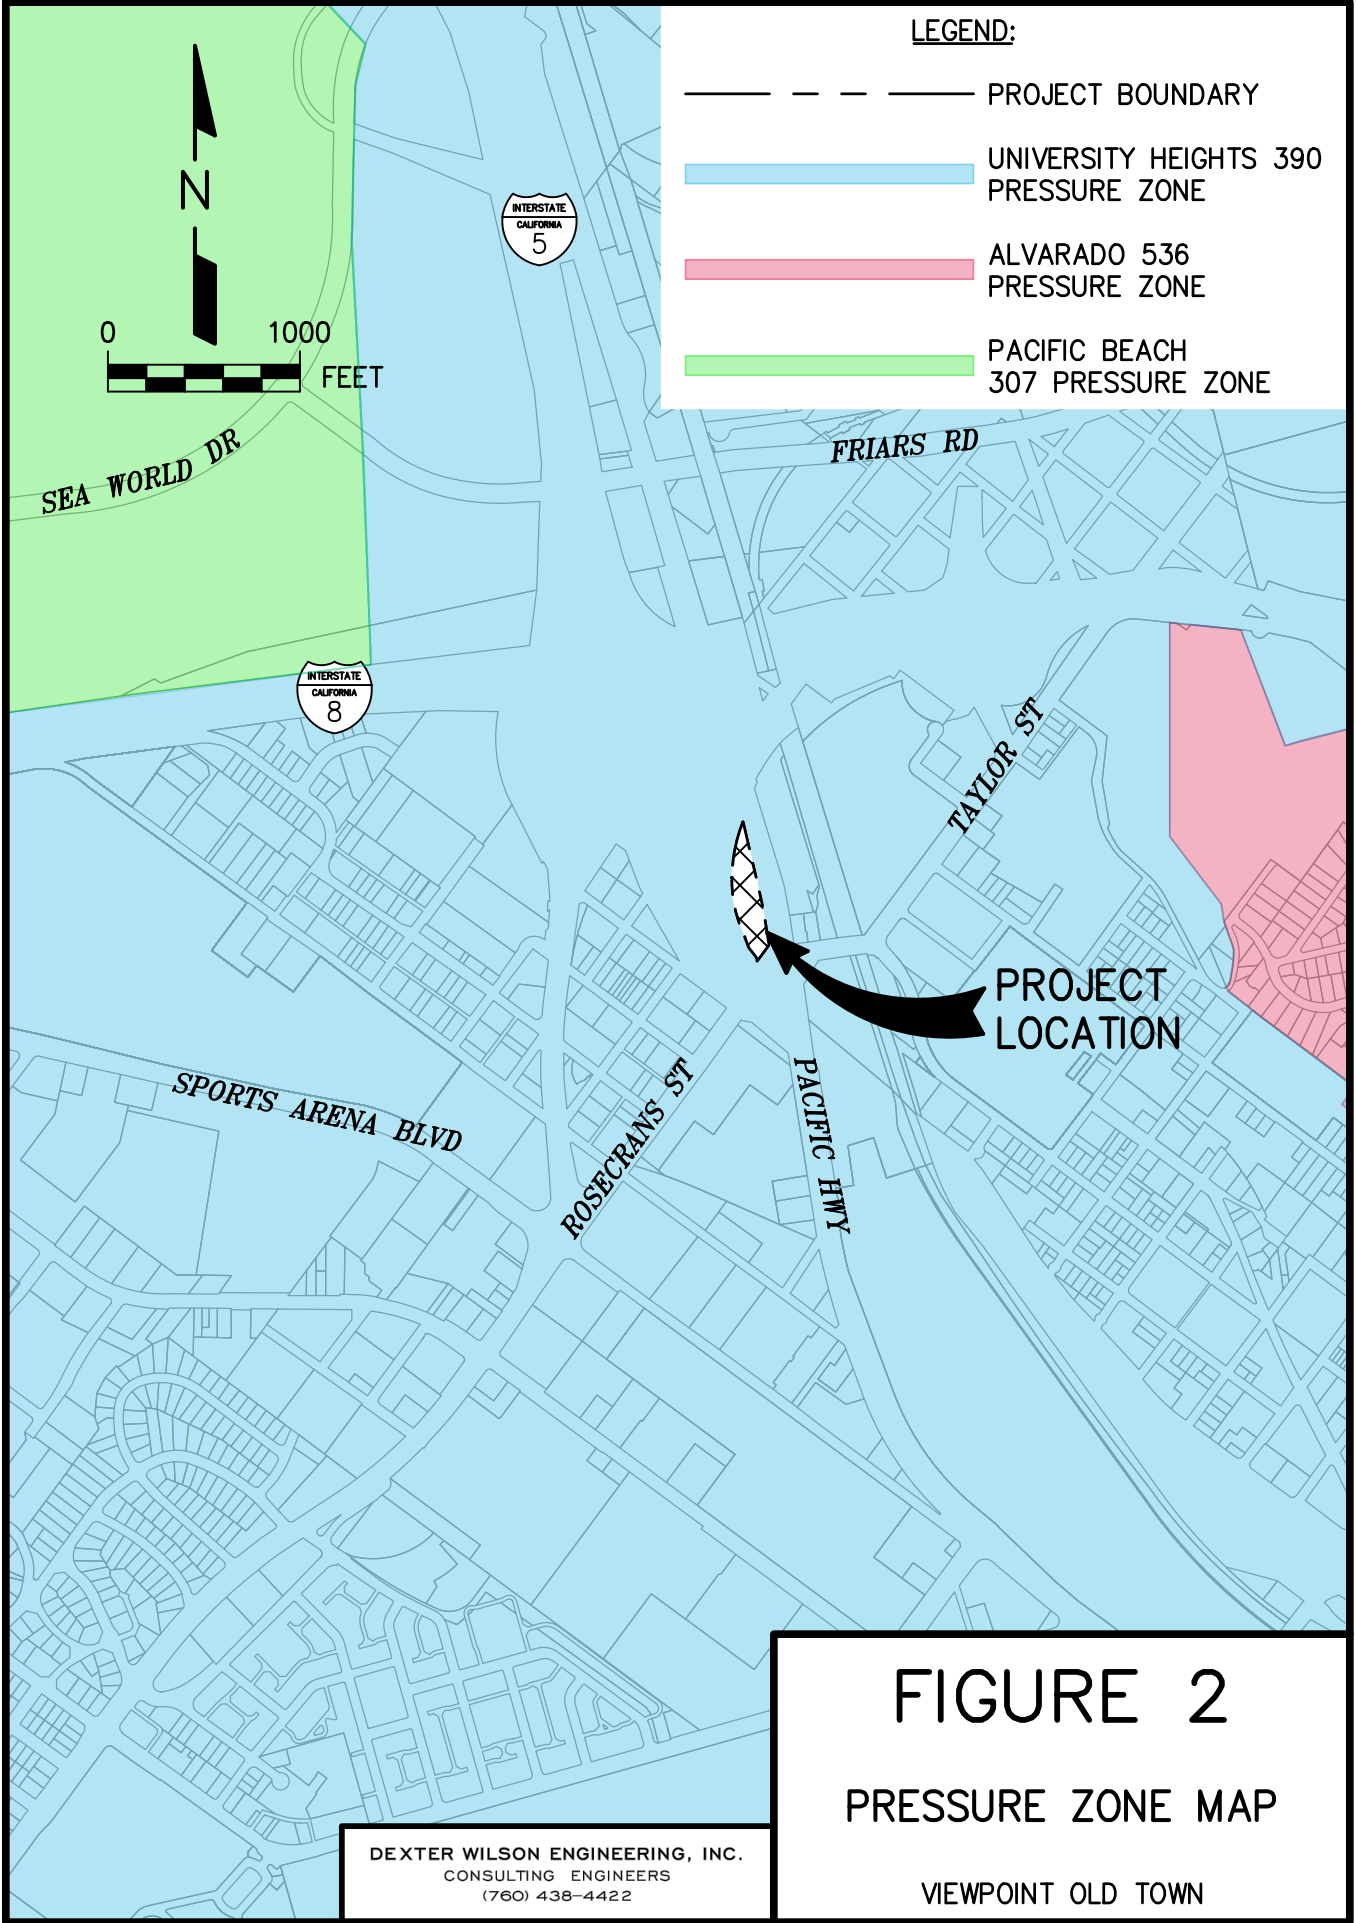 LEGEND:
PROJECT BOUNDARY
UNIVERSITY HEIGHTS 390
PRESSURE ZONE
ALVARADO 536
PRESSURE ZONE
PACIFIC BEACH
307 PRESSURE ZONE
N
0 1000
FEET
INTERSTATE
CALIFORNIA
5
SEA WORLD DR
FRIARS RD
INTERSTATE
CALIFORNIA
8
TAYLOR ST
PROJECT
LOCATION
SPORTS ARENA BLVD
ROSECRANS ST
PACIFIC HWY
FIGURE 2
PRESSURE ZONE MAP
VIEWPOINT OLD TOWN
DEXTER WILSON ENGINEERING, INC.
CONSULTING ENGINEERS
(760) 438-4422